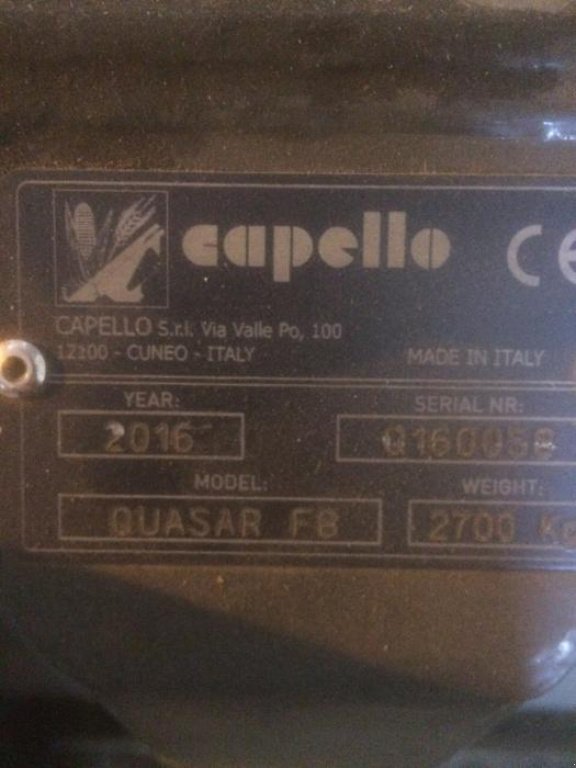 capello CE
CAPELLO S.r.l. Via Valle Po, 100
12100 - CUNEO - ITALY MADE IN ITALY
YEAR: SERIAL NR:
2016
MODEL: WEIGHT:
QUASAR F8 2700 Kg